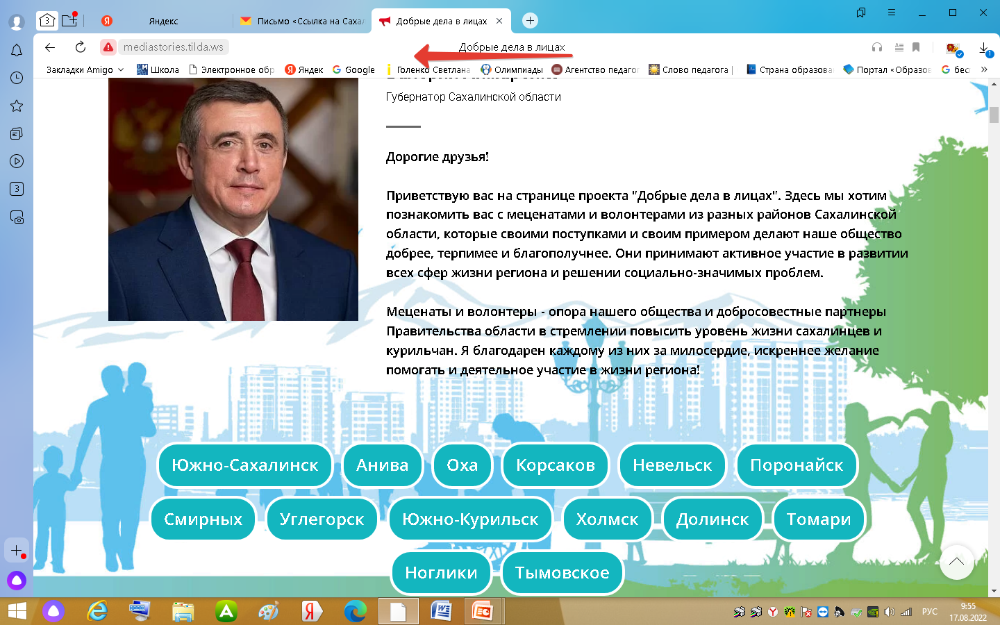 3
Яндекс
Письмо «Ссылка на Сахал
Добрые дела в лицах
mediastories.tilda.ws
Добрые дела в лицах
1
Закладки Amigo
Школа
Электронное обр
Яндек
Google
Голенко Светлана
Олимпиады
Агентство педагог
Слово педагога |
Страна образова
Портал «Образов
бес
3
Губернатор Сахалинской области
Дорогие друзья!
Приветствую вас на странице проекта "Добрые дела в лицах". Здесь мы хотим
познакомить вас с меценатами и волонтерами из разных районов Сахалинской
области, которые своими поступками и своим примером делают наше общество
добрее, терпимее и благополучнее. Они принимают активное участие в развитии
всех сфер жизни региона и решении социально-значимых проблем.
Меценаты и волонтеры - опора нашего общества и добросовестные партнеры
Правительства области в стремлении повысить уровень жизни сахалинцев и
курильчан. Я благодарен каждому из них за милосердие, искреннее желание
помогать и деятельное участие в жизни региона!
Южно-Сахалинск
Анива
Оха
Корсаков
Невельск
Поронайск
Смирных
Углегорск
Южно-Курильск
Холмск
Долинск
Томари
Ноглики
Тымовское
РУС
9:55
17.08.2022